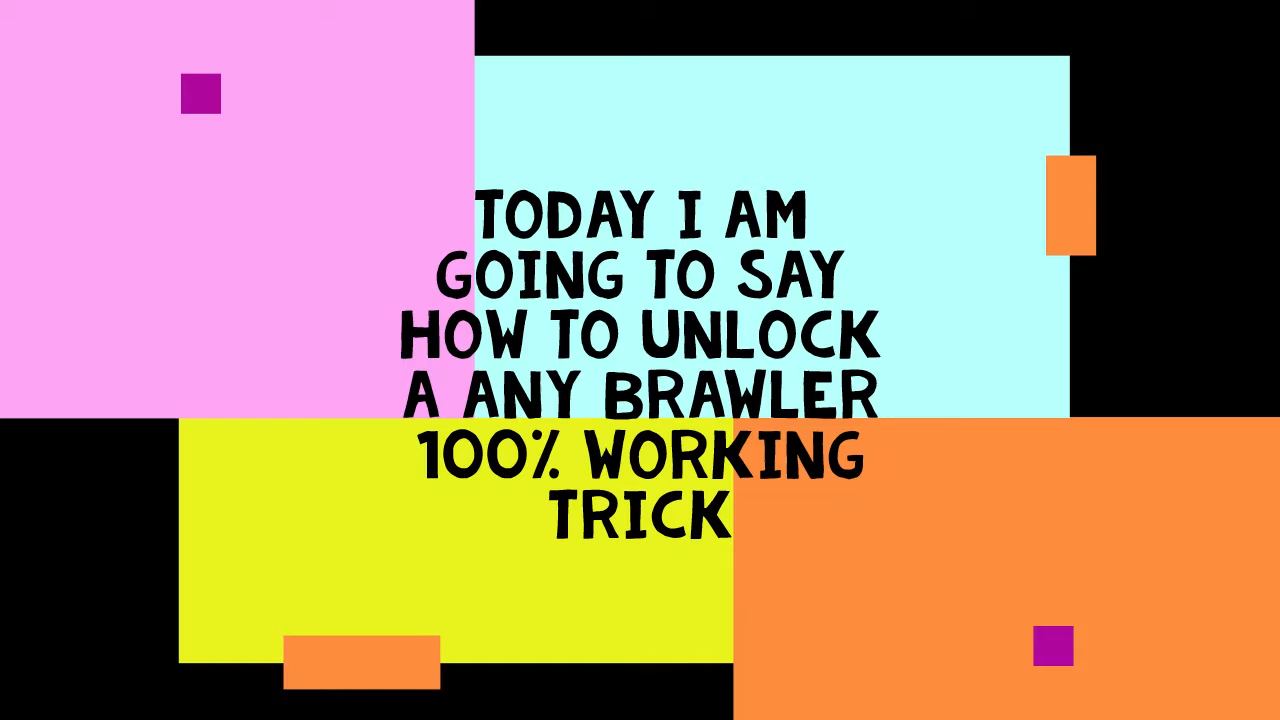 TODAY I AM
GOING TO SAY
HOW TO UNLOCK
A ANY BRAWLER
100% WORKING
TRICK